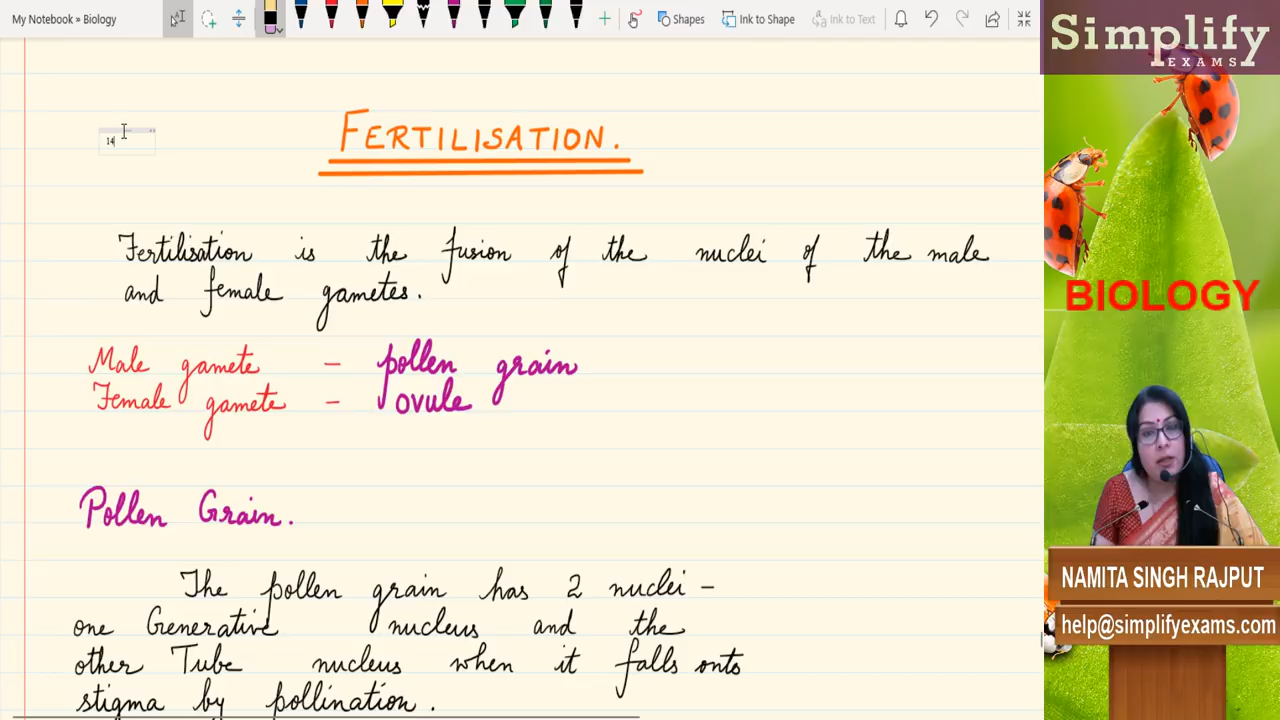 My Notebook » Biology
Shapes
Ink to Shape
Ink to Text
Simplify
EXAMS
14
FERTILISATION.
Fertilisation is the fusion of the nuclei of the male
and female gametes.
Male gamete - pollen grain
Female gamete - ovule
Pollen Grain.
The pollen grain has 2 nuclei -
one Generative nucleus and the
other Tube nucleus when it falls onto
stigma by pollination.
BIOLOGY
NAMITA SINGH RAJPUT
help@simplifyexams.com